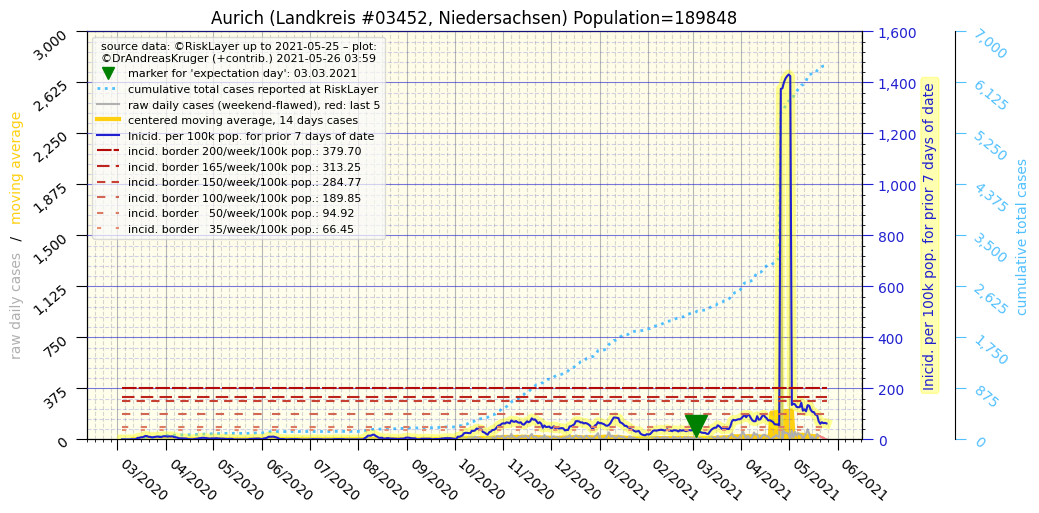 Aurich (Landkreis #03452, Niedersachsen) Population=189848
source data: ©RiskLayer up to 2021-05-25 – plot:
©DrAndreasKruger (+contrib.) 2021-05-26 03:59
marker for 'expectation day': 03.03.2021
cumulative total cases reported at RiskLayer
raw daily cases (weekend-flawed), red: last 5
centered moving average, 14 days cases
Inicid. per 100k pop. for prior 7 days of date
incid. border 200/week/100k pop.: 379.70
incid. border 165/week/100k pop.: 313.25
incid. border 150/week/100k pop.: 284.77
incid. border 100/week/100k pop.: 189.85
incid. border 50/week/100k pop.: 94.92
incid. border 35/week/100k pop.: 66.45
raw daily cases / moving average
3,000
2,625
2,250
1,875
1,500
1,125
750
375
0
03/2020
04/2020
05/2020
06/2020
07/2020
08/2020
09/2020
10/2020
11/2020
12/2020
01/2021
02/2021
03/2021
04/2021
05/2021
06/2021
1,600
1,400
1,200
1,000
800
600
400
200
0
Inicid. per 100k pop. for prior 7 days of date
7,000
6,125
5,250
4,375
3,500
2,625
1,750
875
0
cumulative total cases